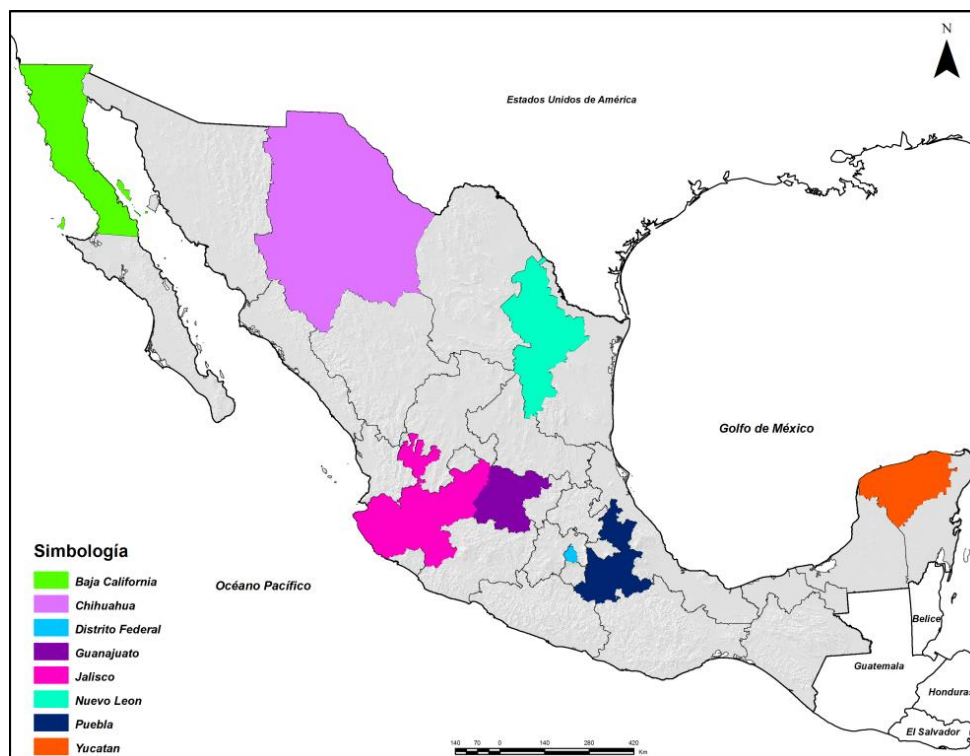 N
Estados Unidos de América
Golfo de México
Océano Pacífico
Belice
Guatemala
Honduras
El Salvador
Simbología
Baja California
Chihuahua
Distrito Federal
Guanajuato
Jalisco
Nuevo Leon
Puebla
Yucatan
140 70 0 140 280 420
Km